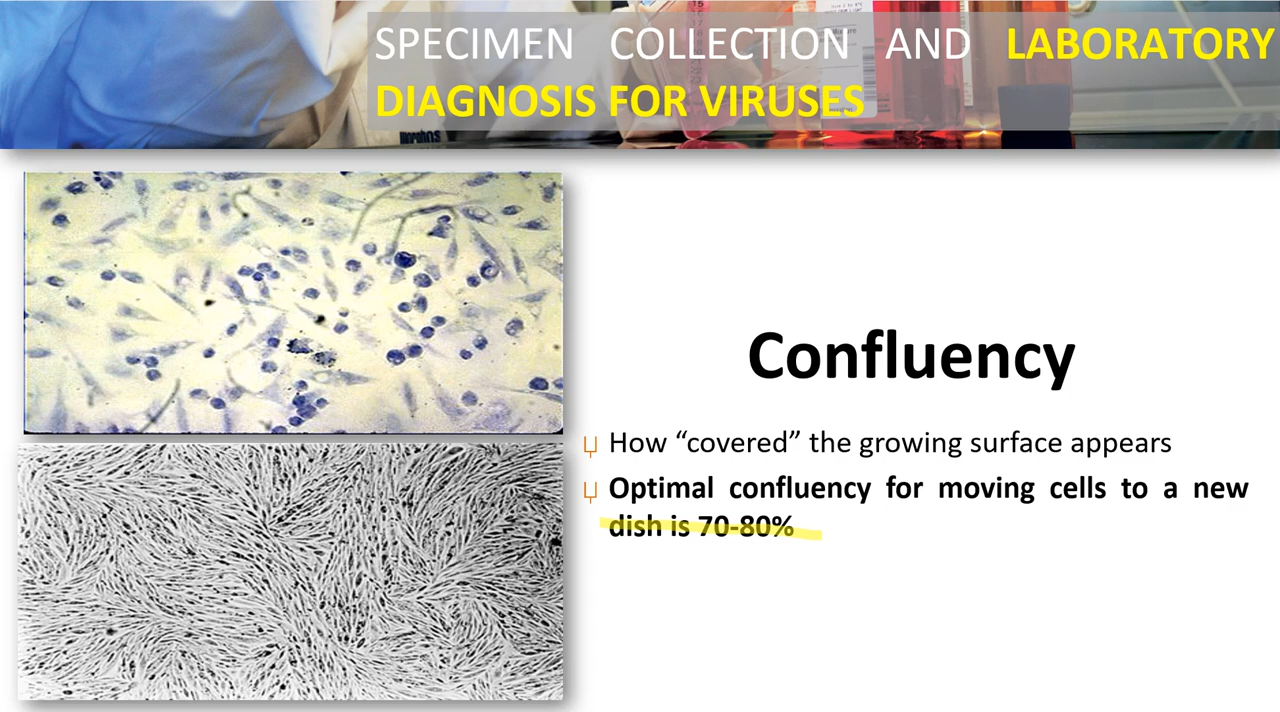 SPECIMEN COLLECTION AND LABORATORY
DIAGNOSIS FOR VIRUSES
Confluency
How “covered” the growing surface appears
Optimal confluency for moving cells to a new
dish is 70-80%